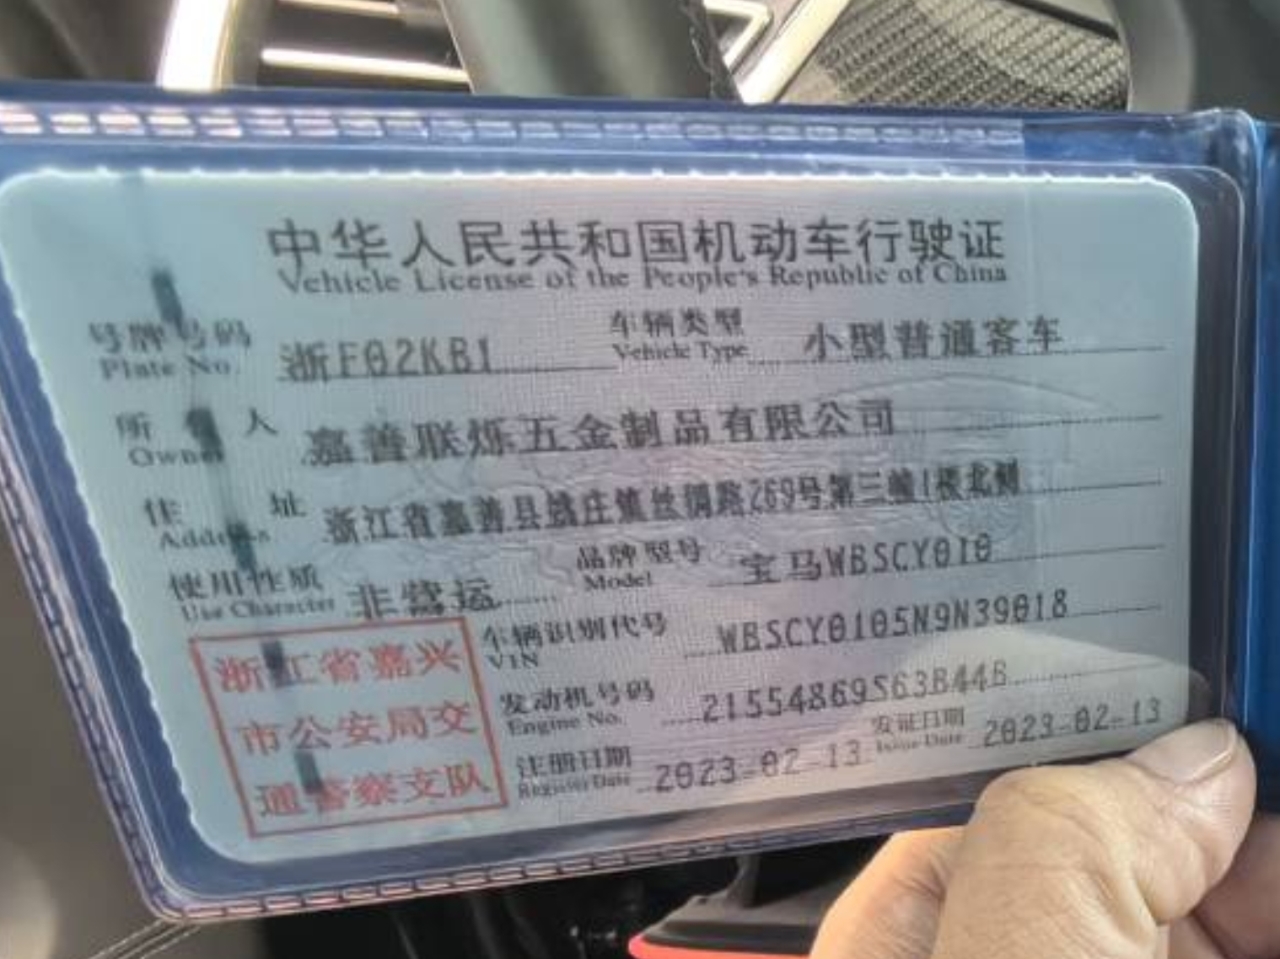 中华人民共和国机动车行驶证
Vehicle License of the People's Republic of China
号牌号码 浙F02KB1 车辆类型 小型普通客车
Plate No. Vehicle Type
所有人 嘉善联烁五金制品有限公司
Owner
住址 浙江省嘉善县姚庄镇丝绸路269号第三幢1楼北侧
Address
使用性质 非营运 品牌型号 宝马WBSCY010
Use Character Model
浙江省嘉兴
市公安局交
通警察支队
车辆识别代号 WBSCY0105N9N39018
VIN
发动机号码 21554869S63B44B
Engine No.
注册日期 2023-02-13 发证日期 2023-02-13
Register Date Issue Date